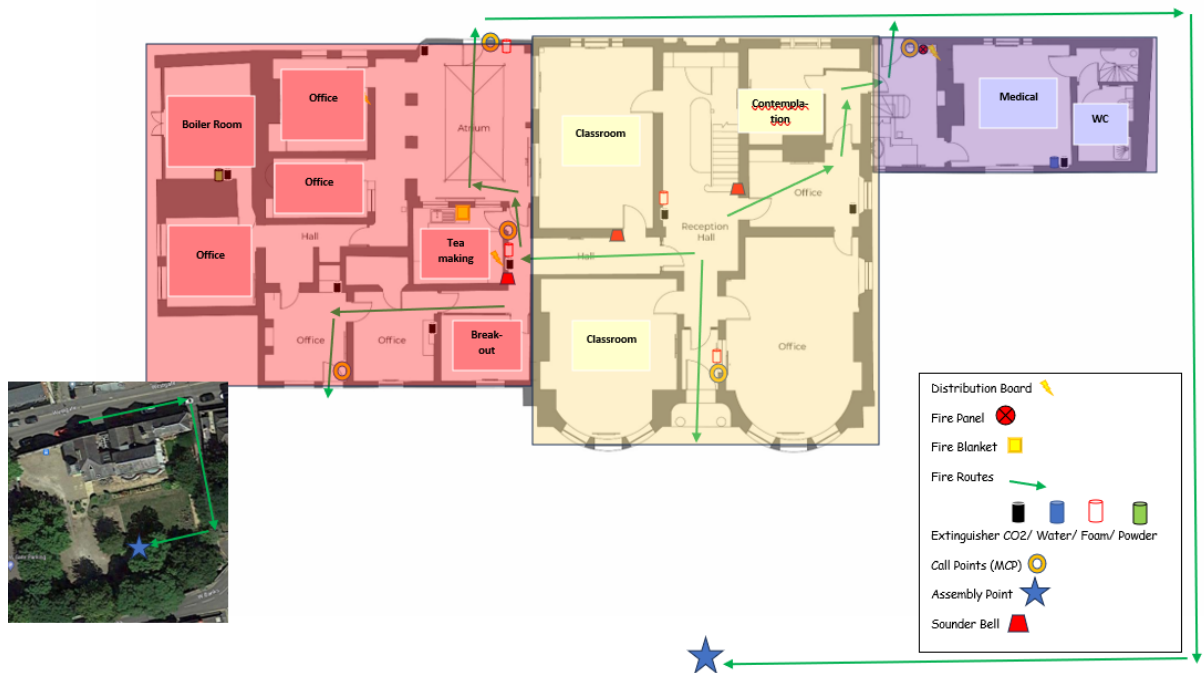 Office
Boiler Room
Atrium
Contempla-
tion
Medical
WC
Classroom
Office
Office
Reception
Hall
Hall
Tea
making
Hall
Office
Office
Office
Break-
out
Classroom
Office
Distribution Board
Fire Panel
Fire Blanket
Fire Routes
Extinguisher CO2/ Water/ Foam/ Powder
Call Points (MCP)
Assembly Point
Sounder Bell